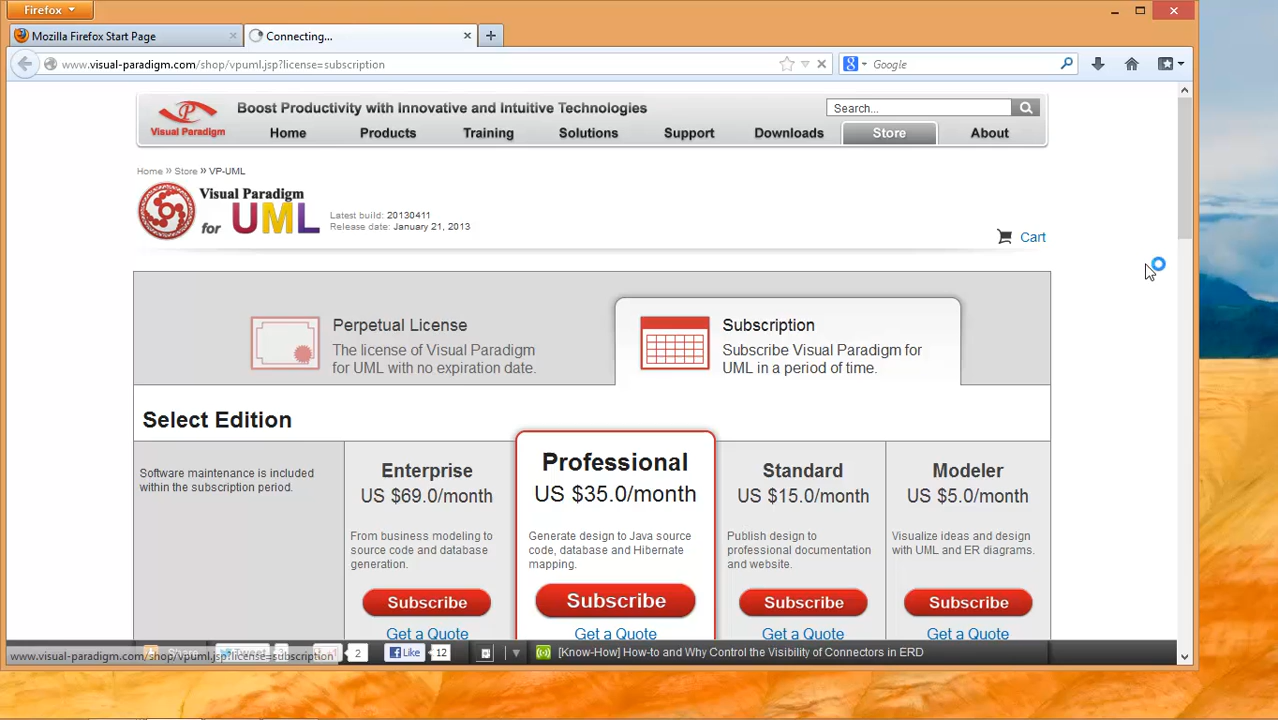 Firefox
Mozilla Firefox Start Page
Connecting...
www.visual-paradigm.com/shop/vpuml.jsp?license=subscription
Google
Boost Productivity with Innovative and Intuitive Technologies
Search...
Visual Paradigm
Home
Products
Training
Solutions
Support
Downloads
Store
About
Home » Store » VP-UML
Visual Paradigm
for UML
Latest build: 20130411
Release date: January 21, 2013
Cart
Perpetual License
The license of Visual Paradigm
for UML with no expiration date.
Subscription
Subscribe Visual Paradigm for
UML in a period of time.
Select Edition
Software maintenance is included
within the subscription period.
Enterprise
US $69.0/month
From business modeling to
source code and database
generation.
Subscribe
Get a Quote
Professional
US $35.0/month
Generate design to Java source
code, database and Hibernate
mapping.
Subscribe
Get a Quote
Standard
US $15.0/month
Publish design to
professional documentation
and website.
Subscribe
Get a Quote
Modeler
US $5.0/month
Visualize ideas and design
with UML and ER diagrams.
Subscribe
Get a Quote
Share
Tweet
2
Like
12
[Know-How] How-to and Why Control the Visibility of Connectors in ERD
www.visual-paradigm.com/shop/vpuml.jsp?license=subscription